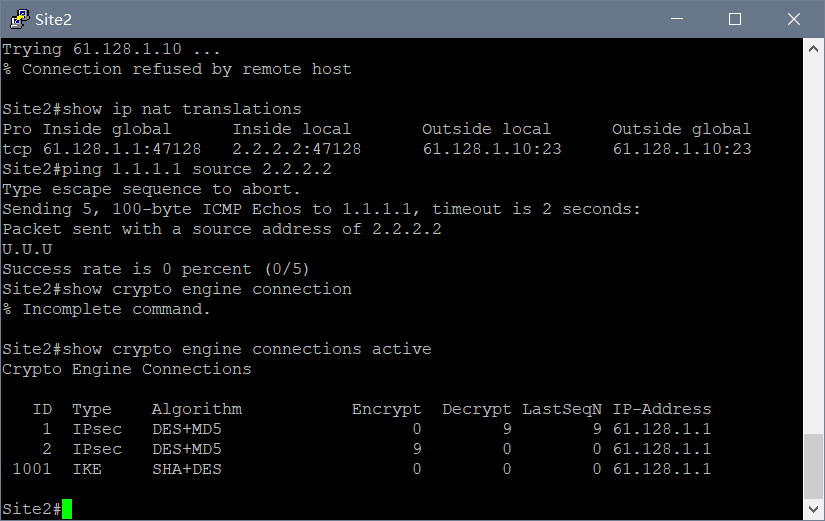 Site2
Trying 61.128.1.10 ...
% Connection refused by remote host
Site2#show ip nat translations
Pro Inside global      Inside local       Outside local      Outside global
tcp 61.128.1.1:47128   2.2.2.2:47128      61.128.1.10:23     61.128.1.10:23
Site2#ping 1.1.1.1 source 2.2.2.2
Type escape sequence to abort.
Sending 5, 100-byte ICMP Echos to 1.1.1.1, timeout is 2 seconds:
Packet sent with a source address of 2.2.2.2
U.U.U
Success rate is 0 percent (0/5)
Site2#show crypto engine connection
% Incomplete command.
Site2#show crypto engine connections active
Crypto Engine Connections
   ID  Type    Algorithm           Encrypt  Decrypt LastSeqN IP-Address
    1  IPsec   DES+MD5                   0        9        9 61.128.1.1
    2  IPsec   DES+MD5                   9        0        0 61.128.1.1
 1001  IKE     SHA+DES                   0        0        0 61.128.1.1
Site2#